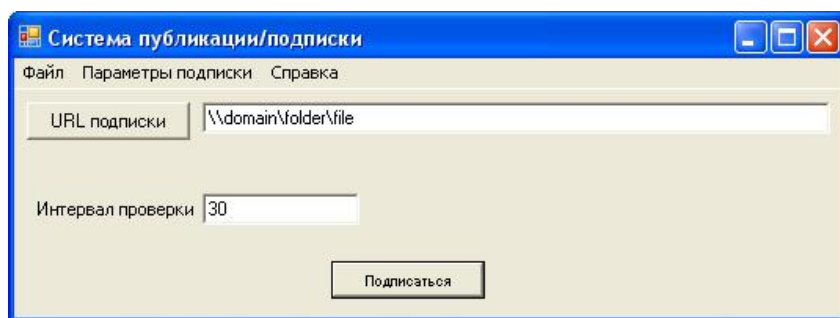 Система публикации/подписки
Файл Параметры подписки Справка
URL подписки \\domain\folder\file
Интервал проверки 30
Подписаться